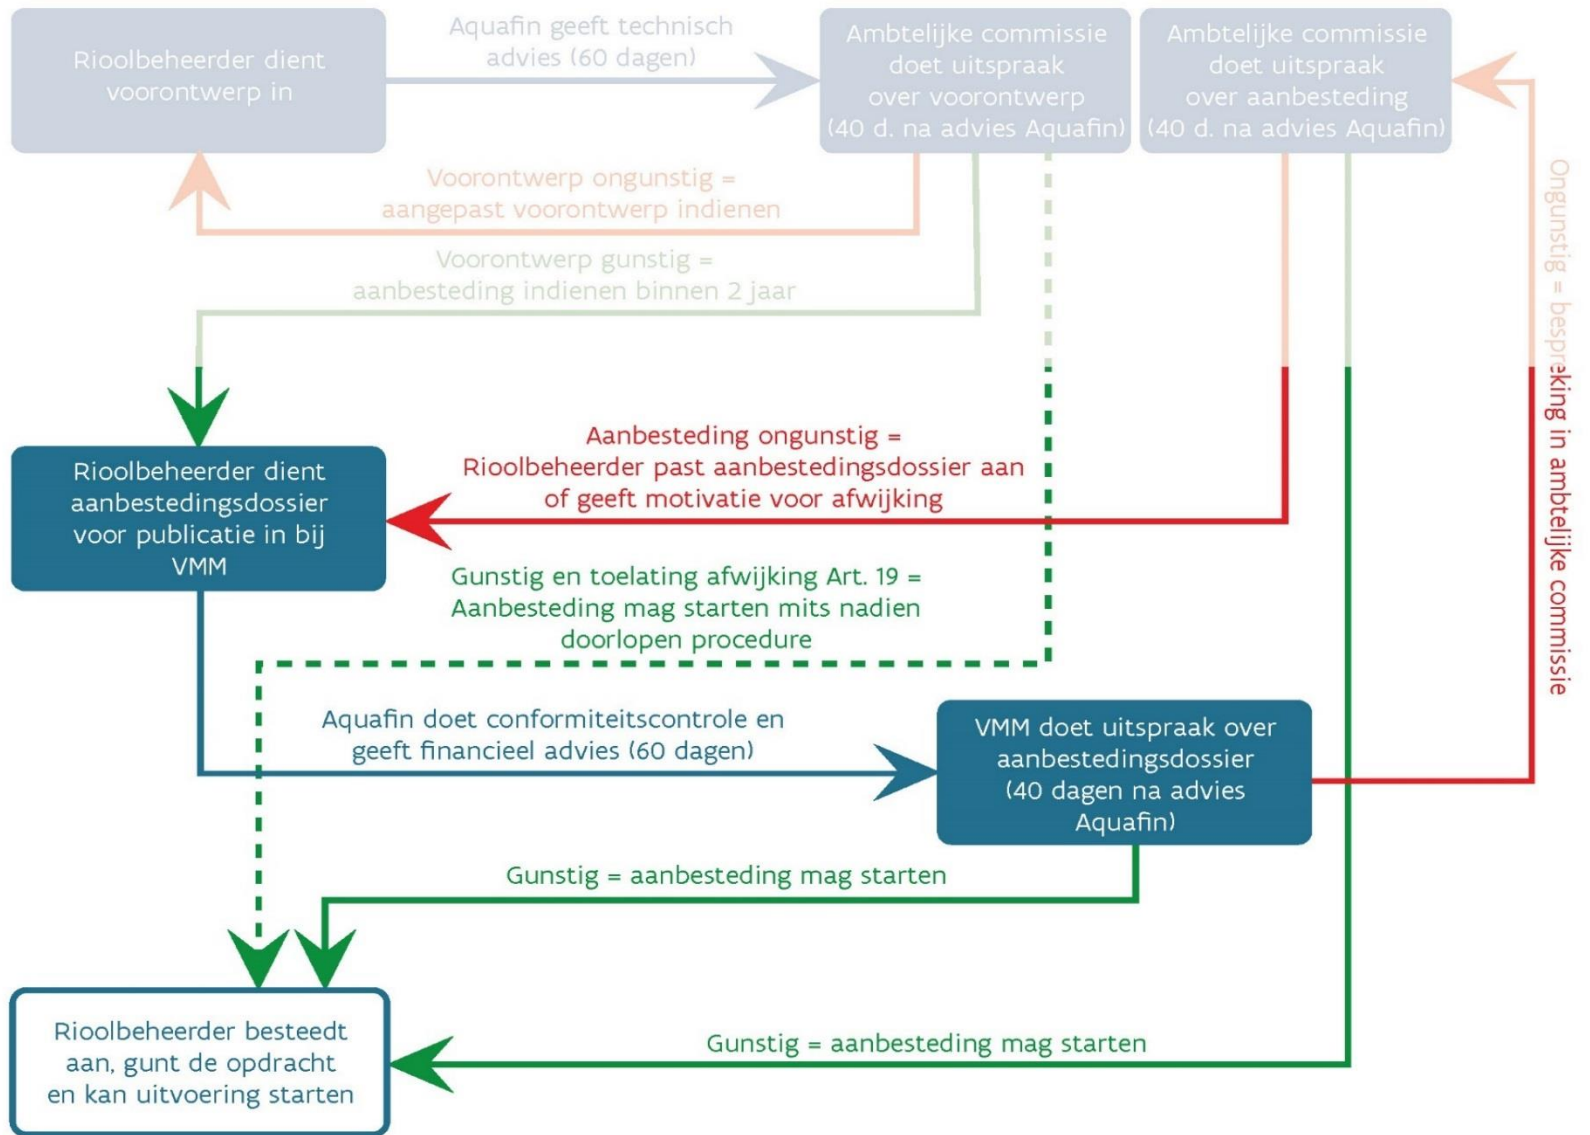 Rioolbeheerder dient
voorontwerp in
Aquafin geeft technisch
advies (60 dagen)
Ambtelijke commissie
doet uitspraak
over voorontwerp
(40 d. na advies Aquafin)
Ambtelijke commissie
doet uitspraak
over aanbesteding
(40 d. na advies Aquafin)
Voorontwerp ongunstig =
aangepast voorontwerp indienen
Voorontwerp gunstig =
aanbesteding indienen binnen 2 jaar
Ongunstig = bespreking in ambtelijke commissie
Aanbesteding ongunstig =
Rioolbeheerder past aanbestedingsdossier aan
of geeft motivatie voor afwijking
Rioolbeheerder dient
aanbestedingsdossier
voor publicatie in bij
VMM
Gunstig en toelating afwijking Art. 19 =
Aanbesteding mag starten mits nadien
doorlopen procedure
Aquafin doet conformiteitscontrole en
geeft financieel advies (60 dagen)
VMM doet uitspraak over
aanbestedingsdossier
(40 dagen na advies
Aquafin)
Gunstig = aanbesteding mag starten
Rioolbeheerder besteedt
aan, gunt de opdracht
en kan uitvoering starten
Gunstig = aanbesteding mag starten